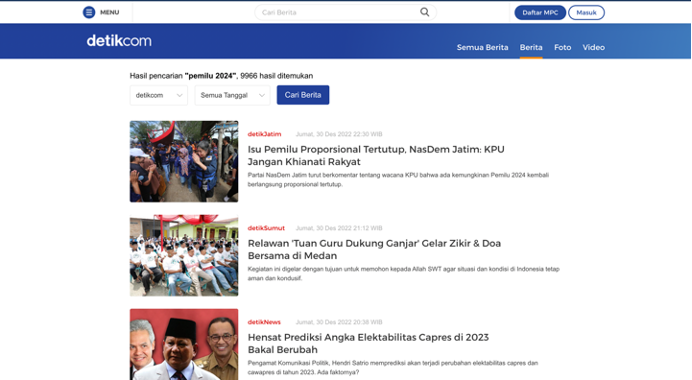 MENU
Cari Berita
Daftar MPC
Masuk
detikcom
Semua Berita
Berita
Foto
Video
Hasil pencarian "pemilu 2024", 9966 hasil ditemukan
detikcom
Semua Tanggal
Cari Berita
detikJatim Jumat, 30 Des 2022 22:30 WIB
Isu Pemilu Proporsional Tertutup, NasDem Jatim: KPU
Jangan Khianati Rakyat
Partai NasDem Jatim turut berkomentar tentang wacana KPU bahwa ada kemungkinan Pemilu 2024 kembali
berlangsung proporsional tertutup.
detikSumut Jumat, 30 Des 2022 21:12 WIB
Relawan 'Tuan Guru Dukung Ganjar' Gelar Zikir & Doa
Bersama di Medan
Kegiatan ini digelar dengan tujuan untuk memohon kepada Allah SWT agar situasi dan kondisi di Indonesia tetap
aman dan kondusif.
detikNews Jumat, 30 Des 2022 20:38 WIB
Hensat Prediksi Angka Elektabilitas Capres di 2023
Bakal Berubah
Pengamat Komunikasi Politik, Hendri Satrio memprediksi akan terjadi perubahan elektabilitas capres dan
cawapres di tahun 2023. Ada faktornya?